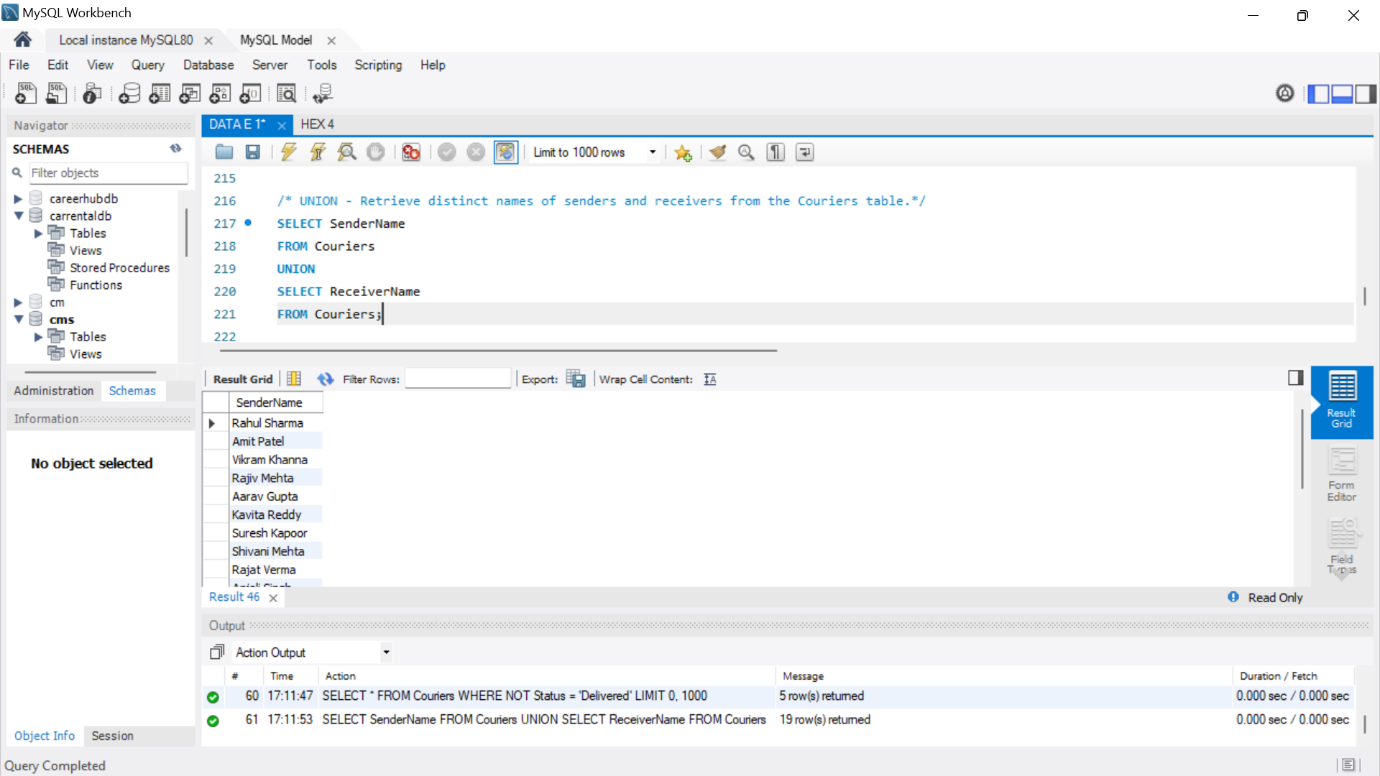 MySQL Workbench
Local instance MySQL80
MySQL Model
File Edit View Query Database Server Tools Scripting Help
Navigator
SCHEMAS
Filter objects
careerhubdb
carrentaldb
Tables
Views
Stored Procedures
Functions
cm
cms
Tables
Views
Administration Schemas
Information
No object selected
Object Info Session
DATA E 1* HEX 4
Limit to 1000 rows
215
216 /* UNION - Retrieve distinct names of senders and receivers from the Couriers table.*/
217 SELECT SenderName
218 FROM Couriers
219 UNION
220 SELECT ReceiverName
221 FROM Couriers;
222
Result Grid Filter Rows: Export: Wrap Cell Content:
SenderName
Rahul Sharma
Amit Patel
Vikram Khanna
Rajiv Mehta
Aarav Gupta
Kavita Reddy
Suresh Kapoor
Shivani Mehta
Rajat Verma
Result Grid
Form Editor
Field Types
Result 46
Read Only
Output
Action Output
# Time Action Message Duration / Fetch
60 17:11:47 SELECT * FROM Couriers WHERE NOT Status = 'Delivered' LIMIT 0, 1000 5 row(s) returned 0.000 sec / 0.000 sec
61 17:11:53 SELECT SenderName FROM Couriers UNION SELECT ReceiverName FROM Couriers 19 row(s) returned 0.000 sec / 0.000 sec
Query Completed